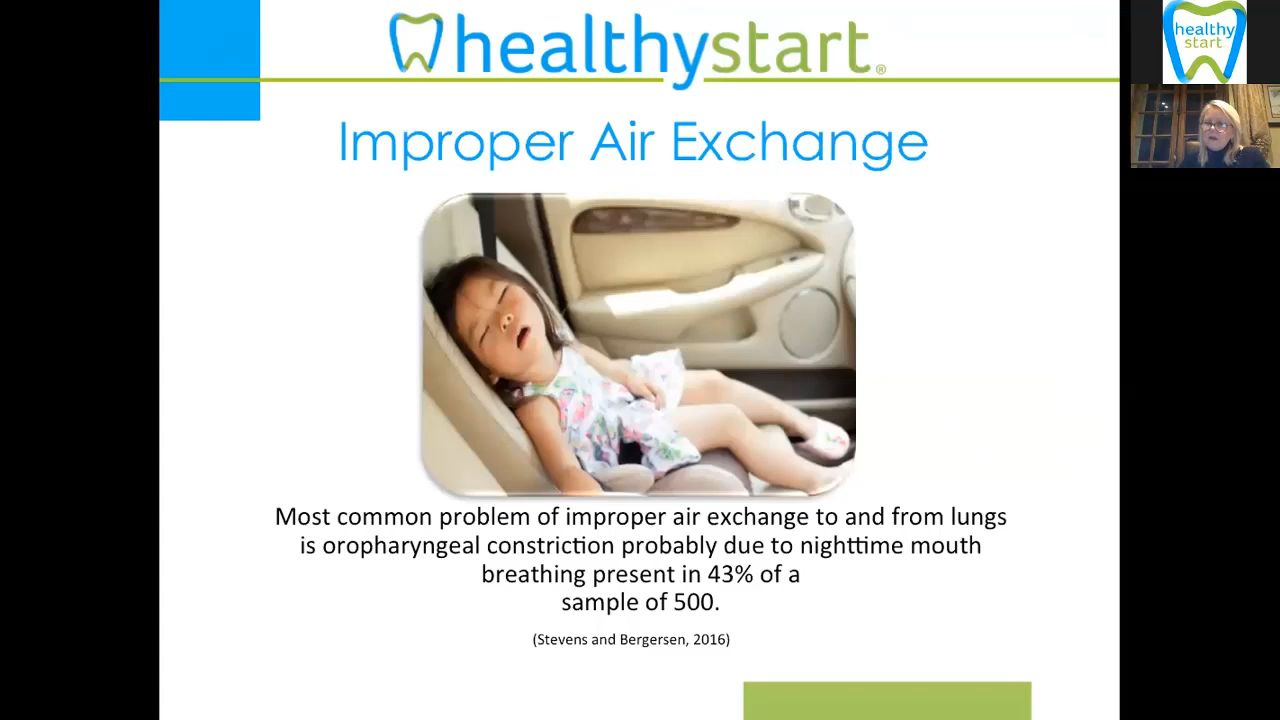 healthystart®
healthy
start
Improper Air Exchange
Most common problem of improper air exchange to and from lungs
is oropharyngeal constriction probably due to nighttime mouth
breathing present in 43% of a
sample of 500.
(Stevens and Bergersen, 2016)